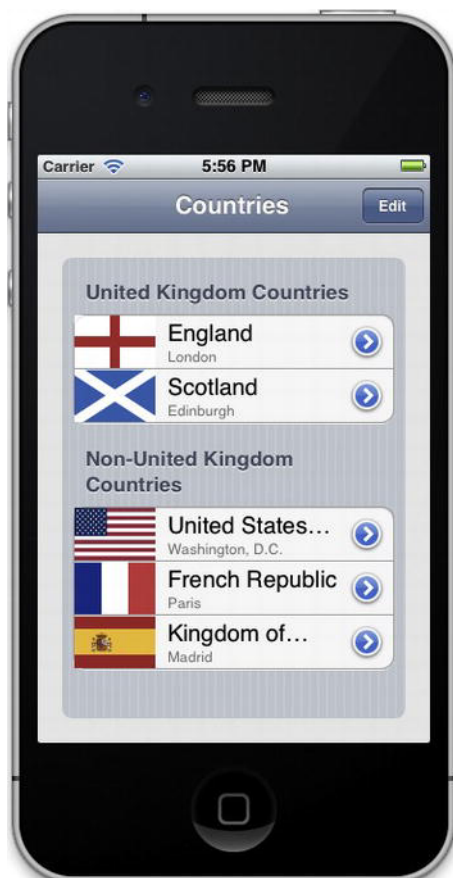 Carrier 5:56 PM
Countries Edit
United Kingdom Countries
England
London
Scotland
Edinburgh
Non-United Kingdom
Countries
United States...
Washington, D.C.
French Republic
Paris
Kingdom of...
Madrid